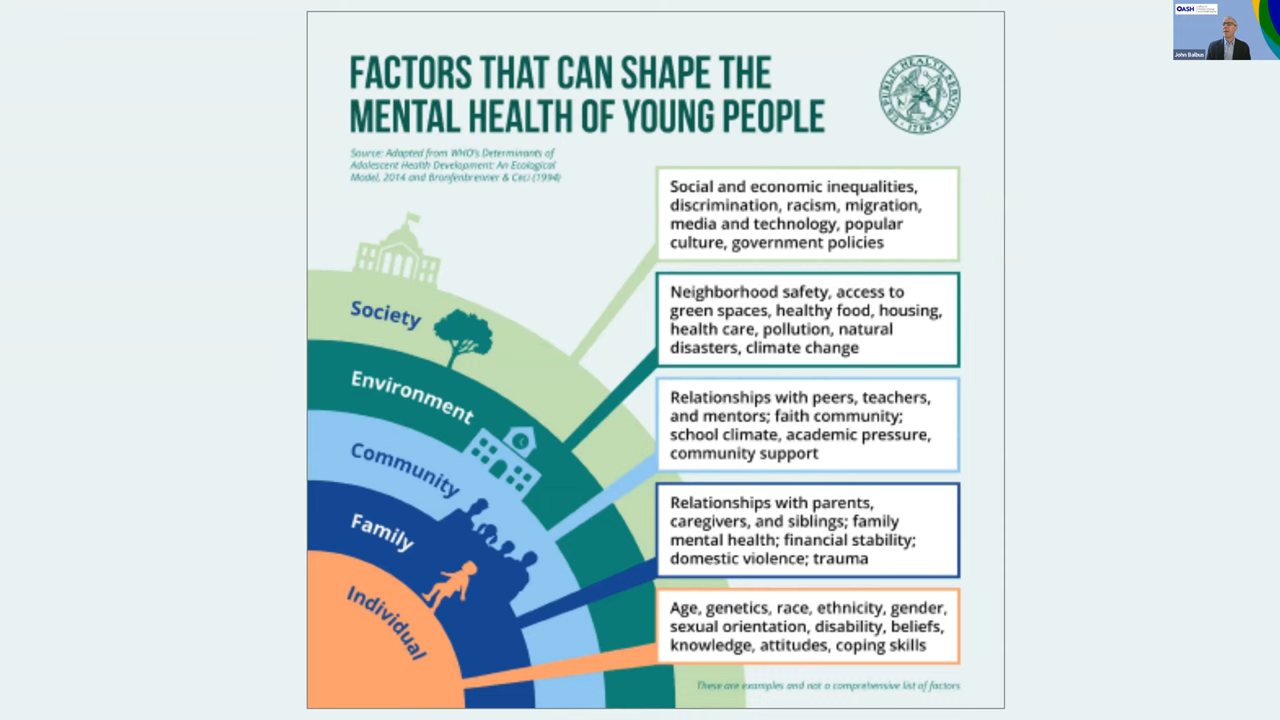 FACTORS THAT CAN SHAPE THE
MENTAL HEALTH OF YOUNG PEOPLE
Source: Adapted from WHO's Determinants of
Adolescent Health Development: An Ecological
Model, 2014 and Bronfenbrenner & Ceci (1994)
U.S. PUBLIC HEALTH SERVICE
1798
Society
Social and economic inequalities,
discrimination, racism, migration,
media and technology, popular
culture, government policies
Environment
Neighborhood safety, access to
green spaces, healthy food, housing,
health care, pollution, natural
disasters, climate change
Community
Relationships with peers, teachers,
and mentors; faith community;
school climate, academic pressure,
community support
Family
Relationships with parents,
caregivers, and siblings; family
mental health; financial stability;
domestic violence; trauma
Individual
Age, genetics, race, ethnicity, gender,
sexual orientation, disability, beliefs,
knowledge, attitudes, coping skills
These are examples and not a comprehensive list of factors
OASH
John Balbus